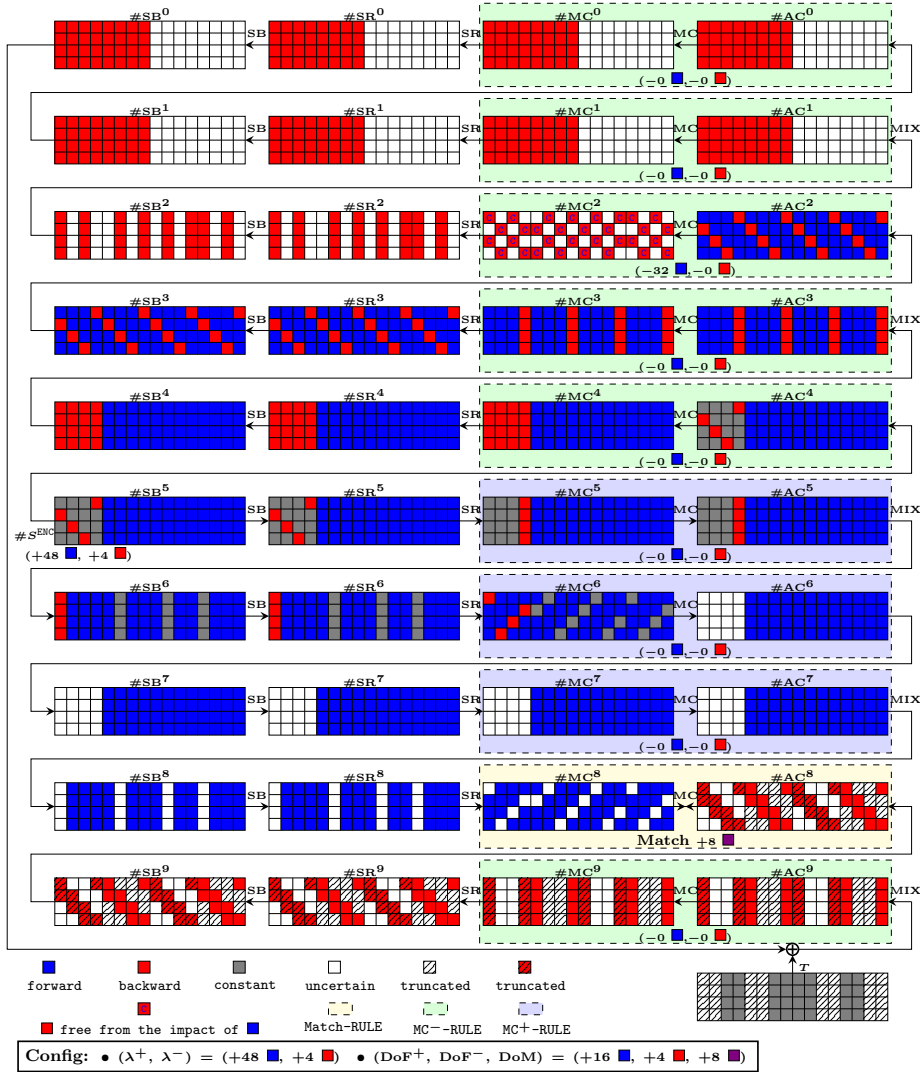 #SB⁰ #SR⁰ #MC⁰ #AC⁰
SB SR MC
(−0 , −0 )
#SB¹ #SR¹ #MC¹ #AC¹
SB SR MC MIX
(−0 , −0 )
#SB² #SR² #MC² #AC²
SB SR MC
C C C C C C C
C C C C C C C C
C C C C C C C
C C C C C C C C
(−32 , −0 )
#SB³ #SR³ #MC³ #AC³
SB SR MC MIX
(−0 , −0 )
#SB⁴ #SR⁴ #MC⁴ #AC⁴
SB SR MC
(−0 , −0 )
#SB⁵ #SR⁵ #MC⁵ #AC⁵
SB SR MC MIX
#Sᴱᴺᶜ
(+48 , +4 )
(−0 , −0 )
#SB⁶ #SR⁶ #MC⁶ #AC⁶
SB SR MC
(−0 , −0 )
#SB⁷ #SR⁷ #MC⁷ #AC⁷
SB SR MC MIX
(−0 , −0 )
#SB⁸ #SR⁸ #MC⁸ #AC⁸
SB SR MC
Match +8
#SB⁹ #SR⁹ #MC⁹ #AC⁹
SB SR MC MIX
(−0 , −0 )
T
forward backward constant uncertain truncated truncated
C
free from the impact of
Match-RULE MC⁻-RULE MC⁺-RULE
Config: • (λ⁺, λ⁻) = (+48 , +4 ) • (DoF⁺, DoF⁻, DoM) = (+16 , +4 , +8 )